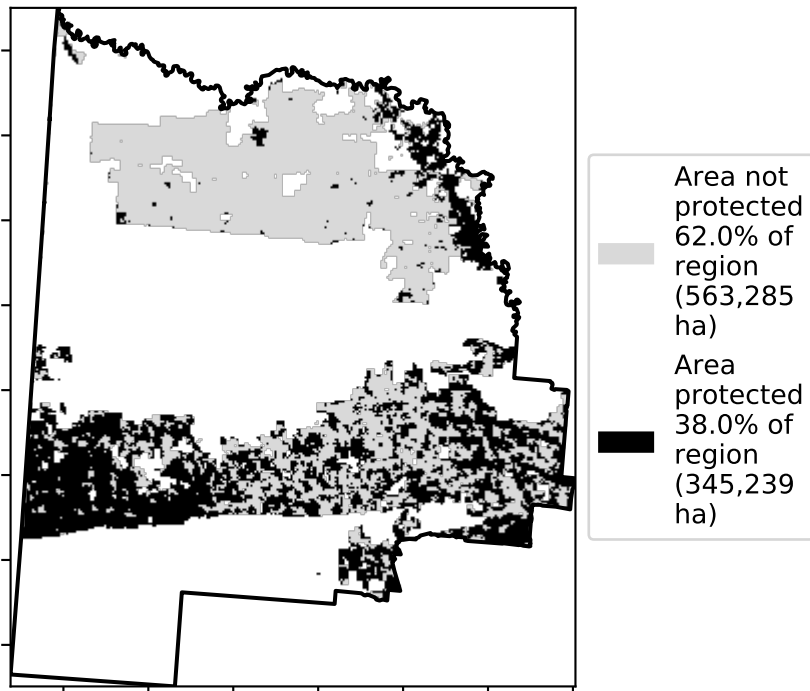 Area not
protected
62.0% of
region
(563,285
ha)
Area
protected
38.0% of
region
(345,239
ha)